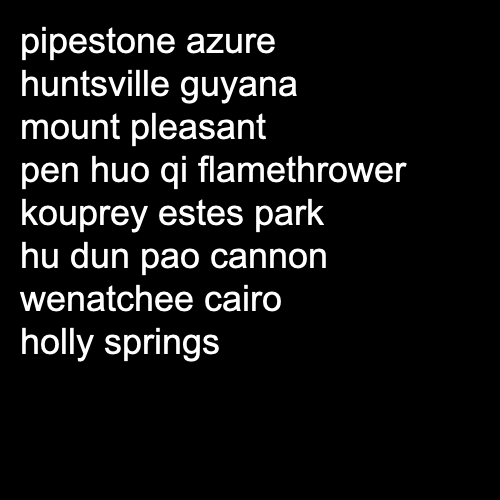 pipestone azure
huntsville guyana
mount pleasant
pen huo qi flamethrower
kouprey estes park
hu dun pao cannon
wenatchee cairo
holly springs